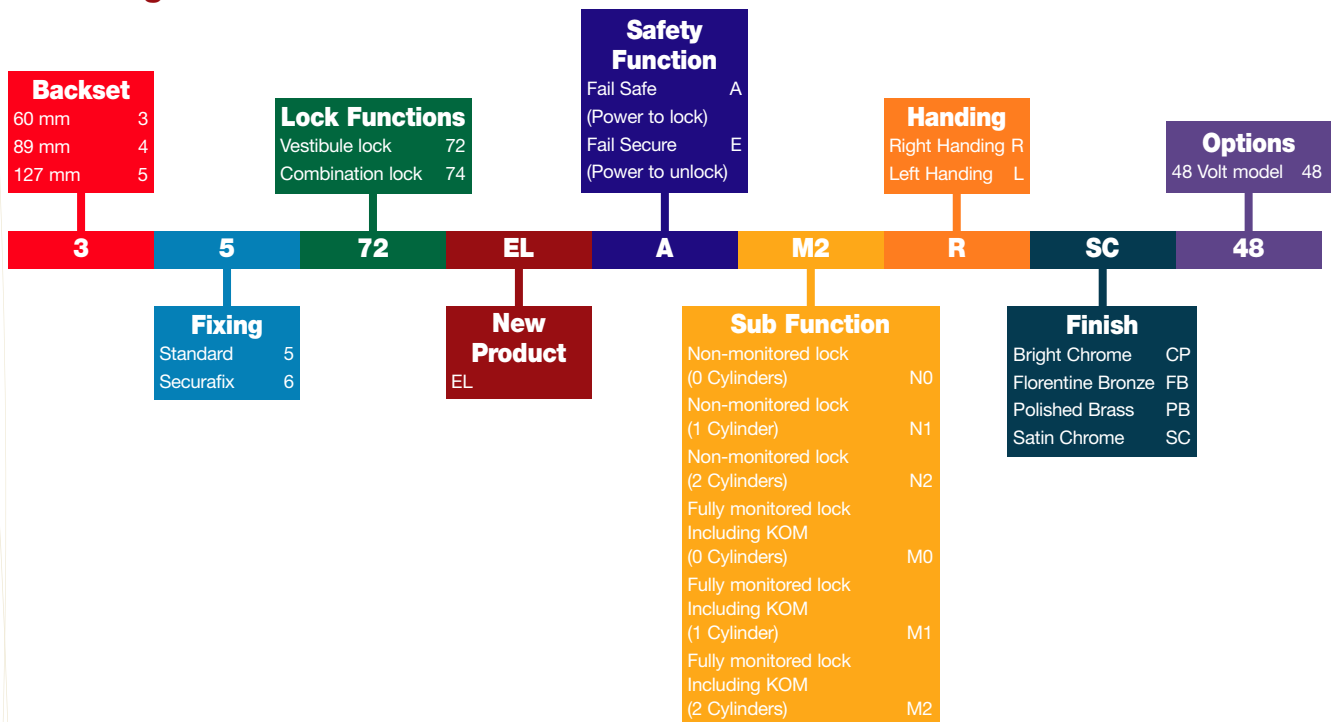 Safety
Function
Fail Safe A
(Power to lock)
Fail Secure E
(Power to unlock)
Backset
60 mm 3
89 mm 4
127 mm 5
Lock Functions
Vestibule lock 72
Combination lock 74
Handing
Right Handing R
Left Handing L
Options
48 Volt model 48
3 5 72 EL A M2 R SC 48
Fixing
Standard 5
Securafix 6
New
Product
EL
Sub Function
Non-monitored lock
(0 Cylinders) N0
Non-monitored lock
(1 Cylinder) N1
Non-monitored lock
(2 Cylinders) N2
Fully monitored lock
Including KOM
(0 Cylinders) M0
Fully monitored lock
Including KOM
(1 Cylinder) M1
Fully monitored lock
Including KOM
(2 Cylinders) M2
Finish
Bright Chrome CP
Florentine Bronze FB
Polished Brass PB
Satin Chrome SC